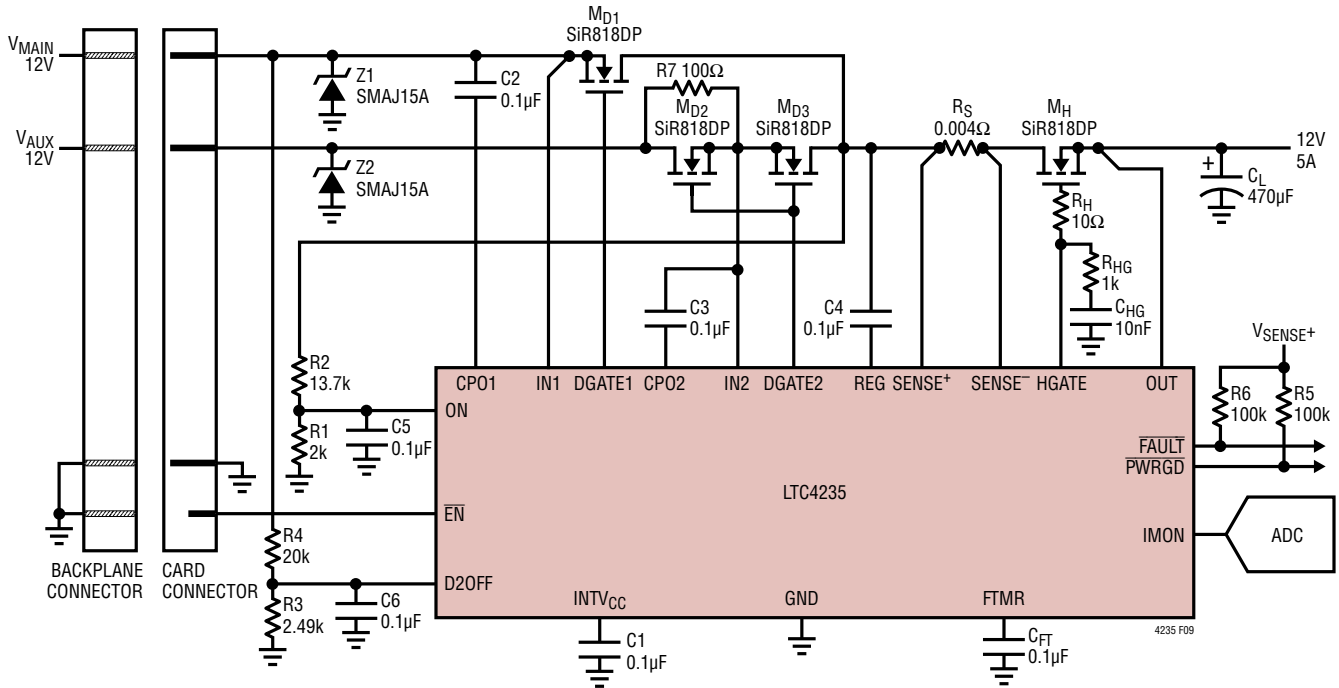 VMAIN
12V
VAUX
12V
Z1
SMAJ15A
Z2
SMAJ15A
C2
0.1µF
MD1
SiR818DP
R7 100Ω
MD2
SiR818DP
MD3
SiR818DP
RS
0.004Ω
MH
SiR818DP
12V
5A
+
CL
470µF
RH
10Ω
RHG
1k
CHG
10nF
C3
0.1µF
C4
0.1µF
VSENSE+
R6
100k
R5
100k
R2
13.7k
R1
2k
C5
0.1µF
CPO1
IN1
DGATE1
CPO2
IN2
DGATE2
REG
SENSE+
SENSE–
HGATE
OUT
ON
FAULT
PWRGD
LTC4235
EN
IMON
ADC
R4
20k
D2OFF
R3
2.49k
C6
0.1µF
INTVCC
GND
FTMR
C1
0.1µF
CFT
0.1µF
BACKPLANE
CONNECTOR
CARD
CONNECTOR
4235 F09